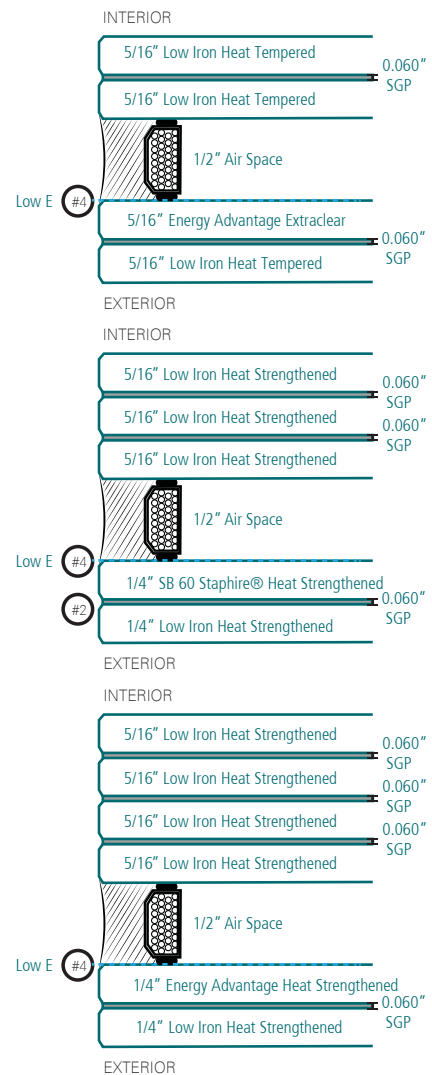 INTERIOR
5/16” Low Iron Heat Tempered
0.060”
SGP
5/16” Low Iron Heat Tempered
1/2” Air Space
Low E #4
5/16” Energy Advantage Extraclear
0.060”
SGP
5/16” Low Iron Heat Tempered
EXTERIOR
INTERIOR
5/16” Low Iron Heat Strengthened
0.060”
SGP
5/16” Low Iron Heat Strengthened
0.060”
SGP
5/16” Low Iron Heat Strengthened
1/2” Air Space
Low E #4
1/4” SB 60 Staphire® Heat Strengthened
#2
0.060”
SGP
1/4” Low Iron Heat Strengthened
EXTERIOR
INTERIOR
5/16” Low Iron Heat Strengthened
0.060”
SGP
5/16” Low Iron Heat Strengthened
0.060”
SGP
5/16” Low Iron Heat Strengthened
0.060”
SGP
5/16” Low Iron Heat Strengthened
1/2” Air Space
Low E #4
1/4” Energy Advantage Heat Strengthened
0.060”
SGP
1/4” Low Iron Heat Strengthened
EXTERIOR